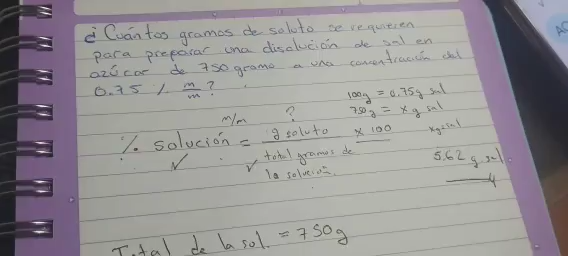 ¿ Cuántos gramos de soluto se requieren
para preparar una disolución de sal en
azúcar de 750 gramo a una concentración del
0.75 % m/m ?
100g = 0.75g sal
750g = x g sal
m/m ?
% solución = g soluto x 100 xg=sal
total gramos de
la solución.
5.62 g sal.
Total de la sol. = 750g